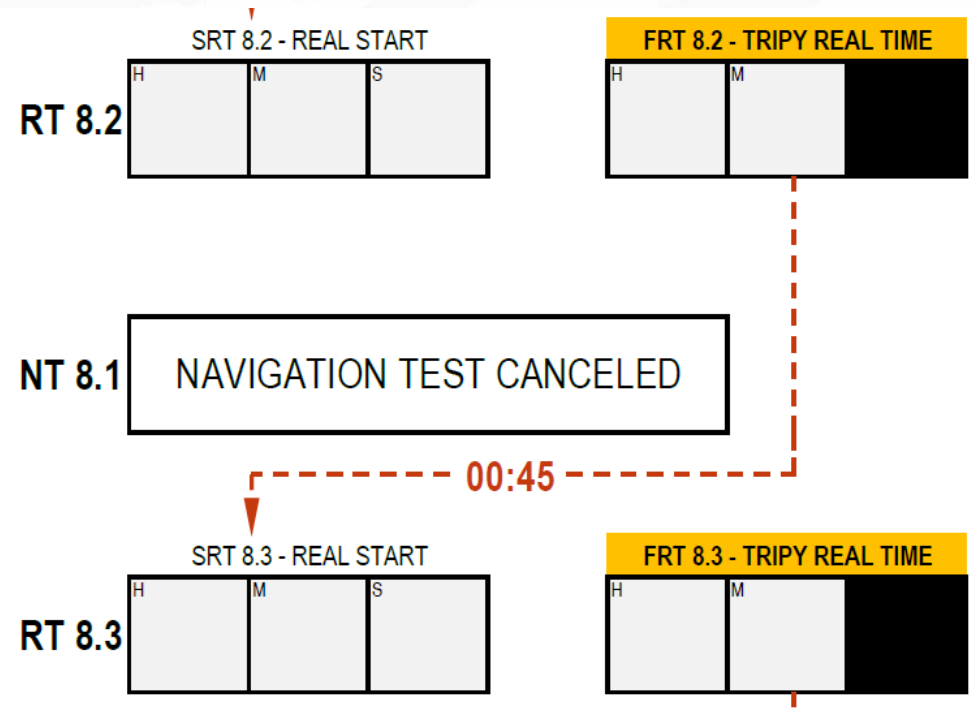 SRT 8.2 - REAL START
FRT 8.2 - TRIPY REAL TIME
RT 8.2
H M S
H M
NT 8.1
NAVIGATION TEST CANCELED
00:45
SRT 8.3 - REAL START
FRT 8.3 - TRIPY REAL TIME
RT 8.3
H M S
H M